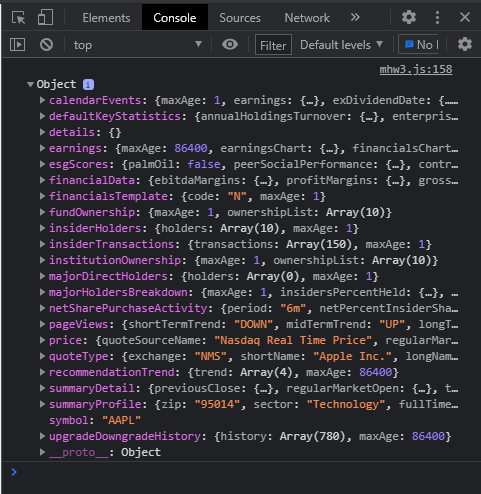 Elements Console Sources Network
top Filter Default levels No I
mhw3.js:158
Object i
calendarEvents: {maxAge: 1, earnings: {…}, exDividendDate: {……
defaultKeyStatistics: {annualHoldingsTurnover: {…}, enterpris…
details: {}
earnings: {maxAge: 86400, earningsChart: {…}, financialsChart…
esgScores: {palmOil: false, peerSocialPerformance: {…}, contr…
financialData: {ebitdaMargins: {…}, profitMargins: {…}, gross…
financialsTemplate: {code: "N", maxAge: 1}
fundOwnership: {maxAge: 1, ownershipList: Array(10)}
insiderHolders: {holders: Array(10), maxAge: 1}
insiderTransactions: {transactions: Array(150), maxAge: 1}
institutionOwnership: {maxAge: 1, ownershipList: Array(10)}
majorDirectHolders: {holders: Array(0), maxAge: 1}
majorHoldersBreakdown: {maxAge: 1, insidersPercentHeld: {…}, …
netSharePurchaseActivity: {period: "6m", netPercentInsiderSha…
pageViews: {shortTermTrend: "DOWN", midTermTrend: "UP", longT…
price: {quoteSourceName: "Nasdaq Real Time Price", regularMar…
quoteType: {exchange: "NMS", shortName: "Apple Inc.", longNam…
recommendationTrend: {trend: Array(4), maxAge: 86400}
summaryDetail: {previousClose: {…}, regularMarketOpen: {…}, t…
summaryProfile: {zip: "95014", sector: "Technology", fullTime…
symbol: "AAPL"
upgradeDowngradeHistory: {history: Array(780), maxAge: 86400}
__proto__: Object